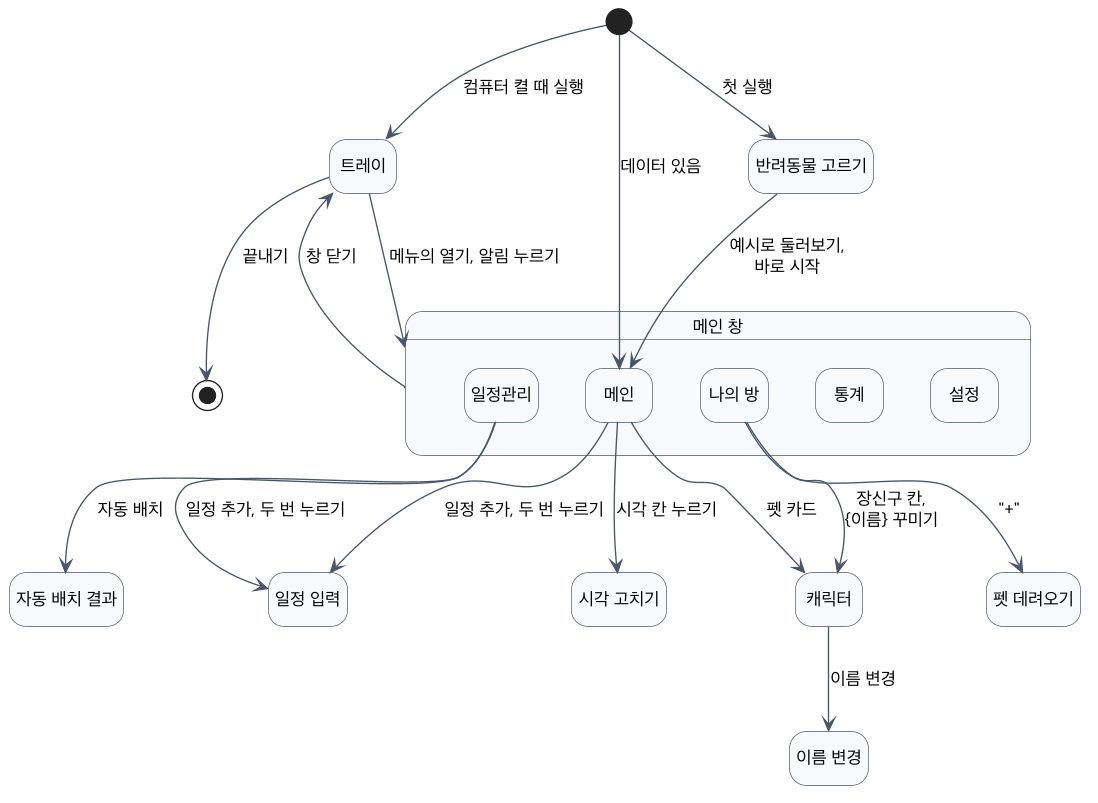 컴퓨터 켤 때 실행
첫 실행
데이터 있음
트레이
반려동물 고르기
끝내기
창 닫기
메뉴의 열기, 알림 누르기
예시로 둘러보기,
바로 시작
메인 창
일정관리
메인
나의 방
통계
설정
자동 배치
일정 추가, 두 번 누르기
일정 추가, 두 번 누르기
시각 칸 누르기
펫 카드
장신구 칸,
{이름} 꾸미기
"+"
자동 배치 결과
일정 입력
시각 고치기
캐릭터
펫 데려오기
이름 변경
이름 변경